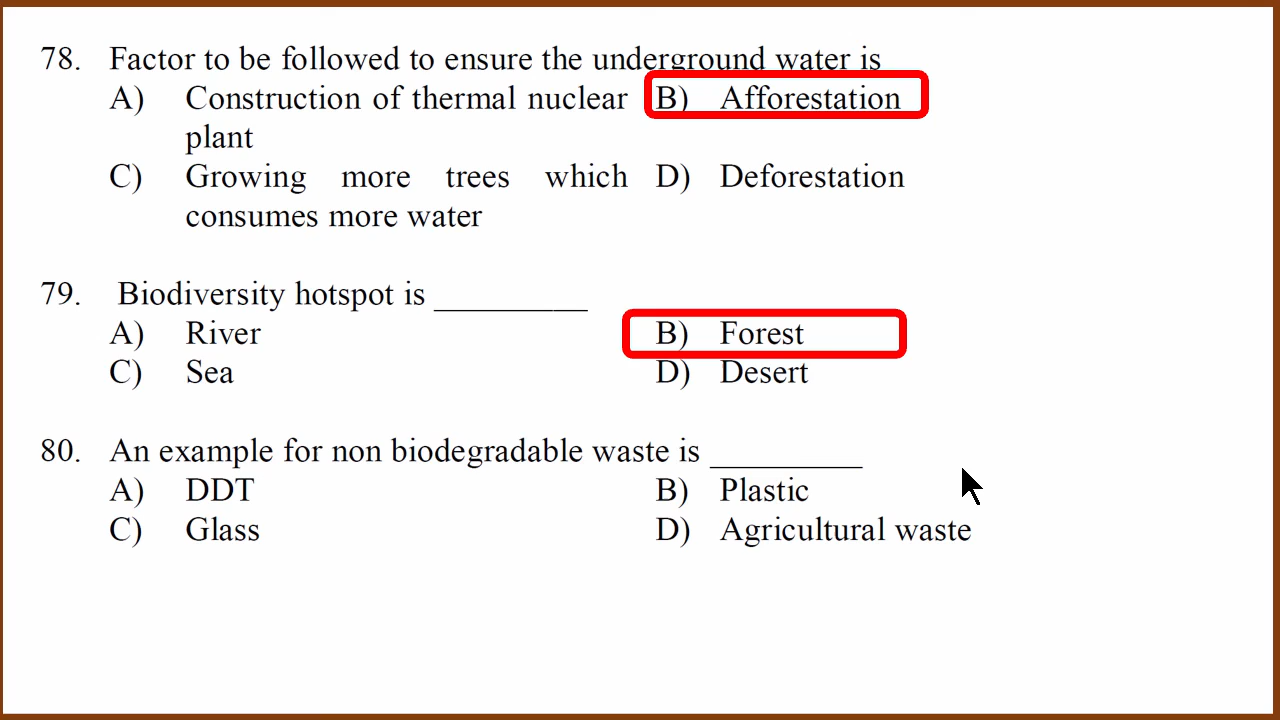 78. Factor to be followed to ensure the underground water is
A) Construction of thermal nuclear B) Afforestation
plant
C) Growing more trees which D) Deforestation
consumes more water
79. Biodiversity hotspot is _________
A) River B) Forest
C) Sea D) Desert
80. An example for non biodegradable waste is _________
A) DDT B) Plastic
C) Glass D) Agricultural waste